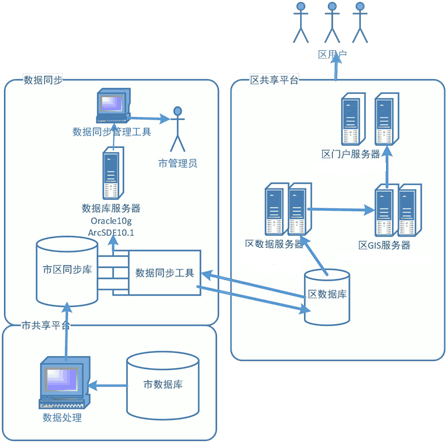 区用户
数据同步
区共享平台
数据同步管理工具
市管理员
区门户服务器
数据库服务器
Oracle10g
ArcSDE10.1
区数据服务器
区GIS服务器
市区同步库
数据同步工具
区数据库
市共享平台
市数据库
数据处理